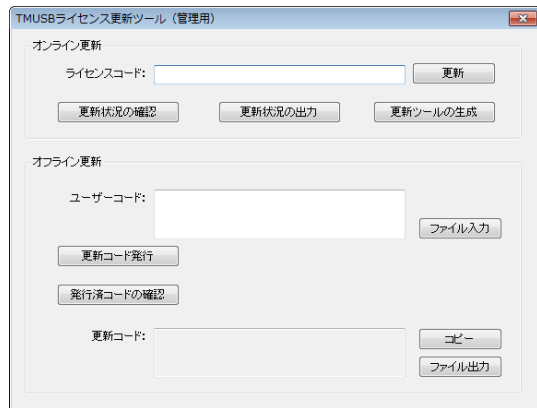 TMUSBライセンス更新ツール（管理用）
オンライン更新
ライセンスコード:
更新
更新状況の確認
更新状況の出力
更新ツールの生成
オフライン更新
ユーザーコード:
ファイル入力
更新コード発行
発行済コードの確認
更新コード:
コピー
ファイル出力